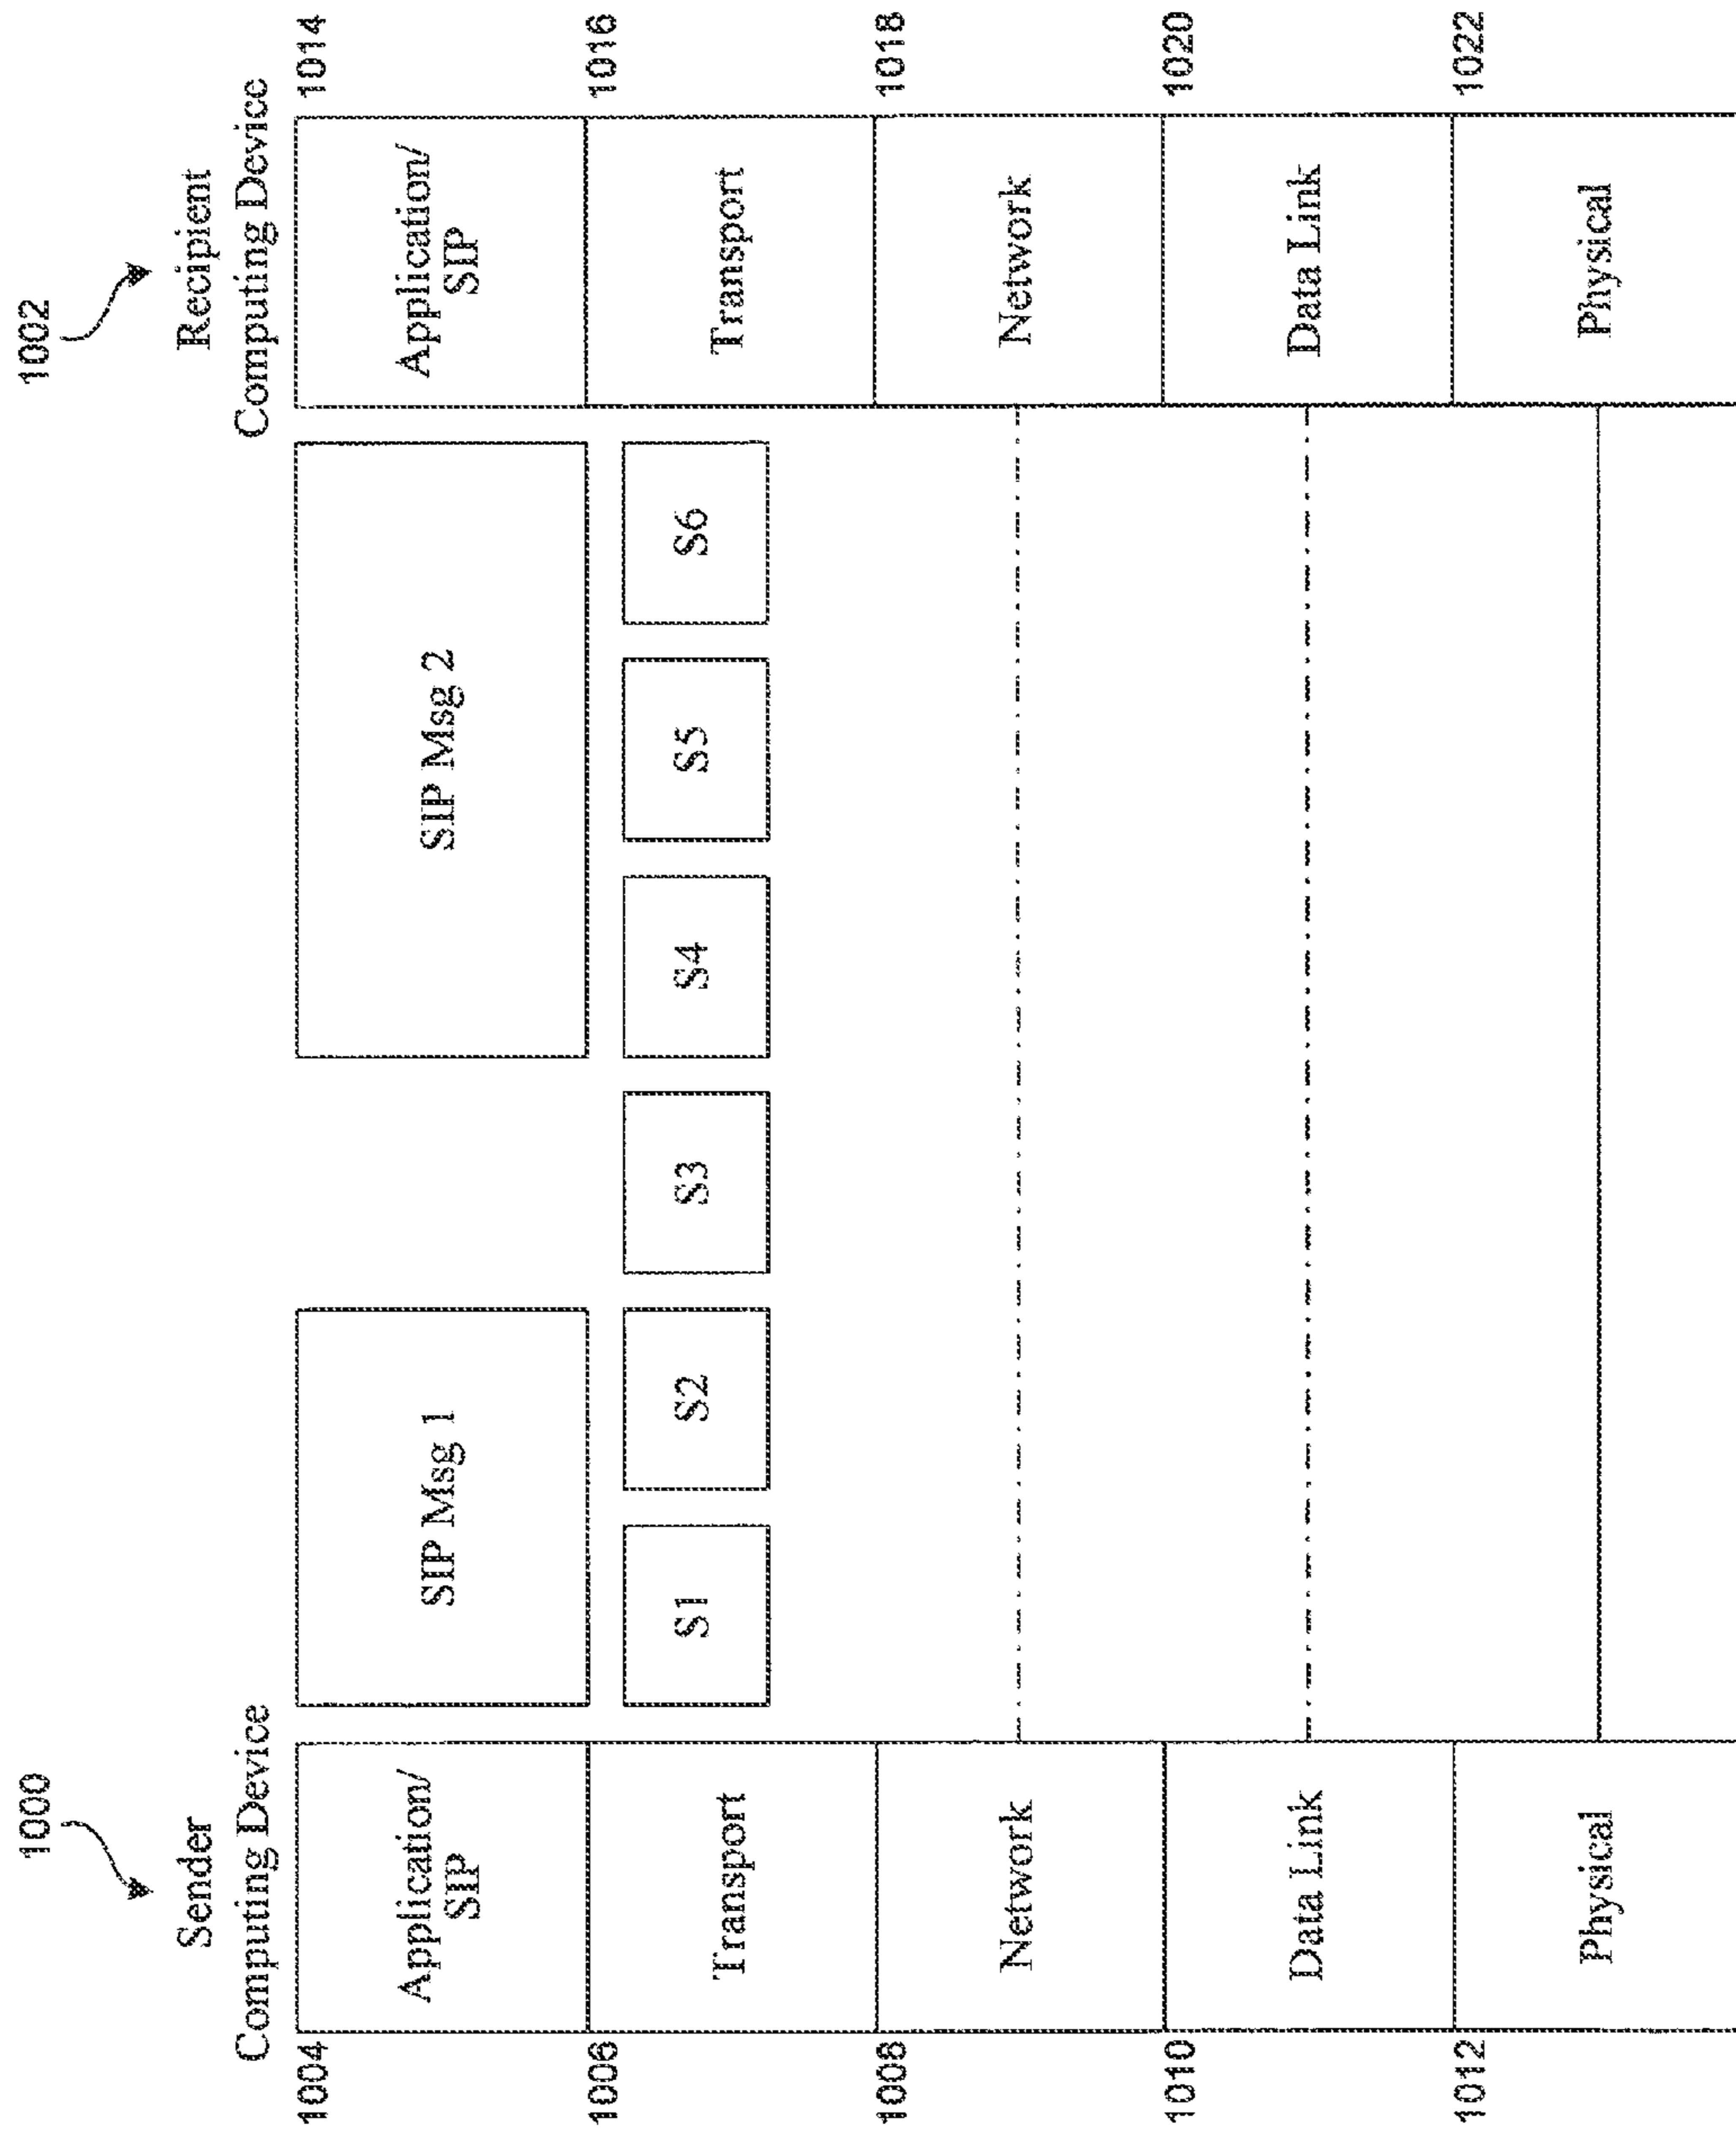 1000
1002
Sender
Computing Device
Recipient
Computing Device
1004
Application/
SIP
SIP Msg 1
SIP Msg 2
Application/
SIP
1014
1006
Transport
S1
S2
S3
S4
S5
S6
Transport
1016
1008
Network
Network
1018
1010
Data Link
Data Link
1020
1012
Physical
Physical
1022